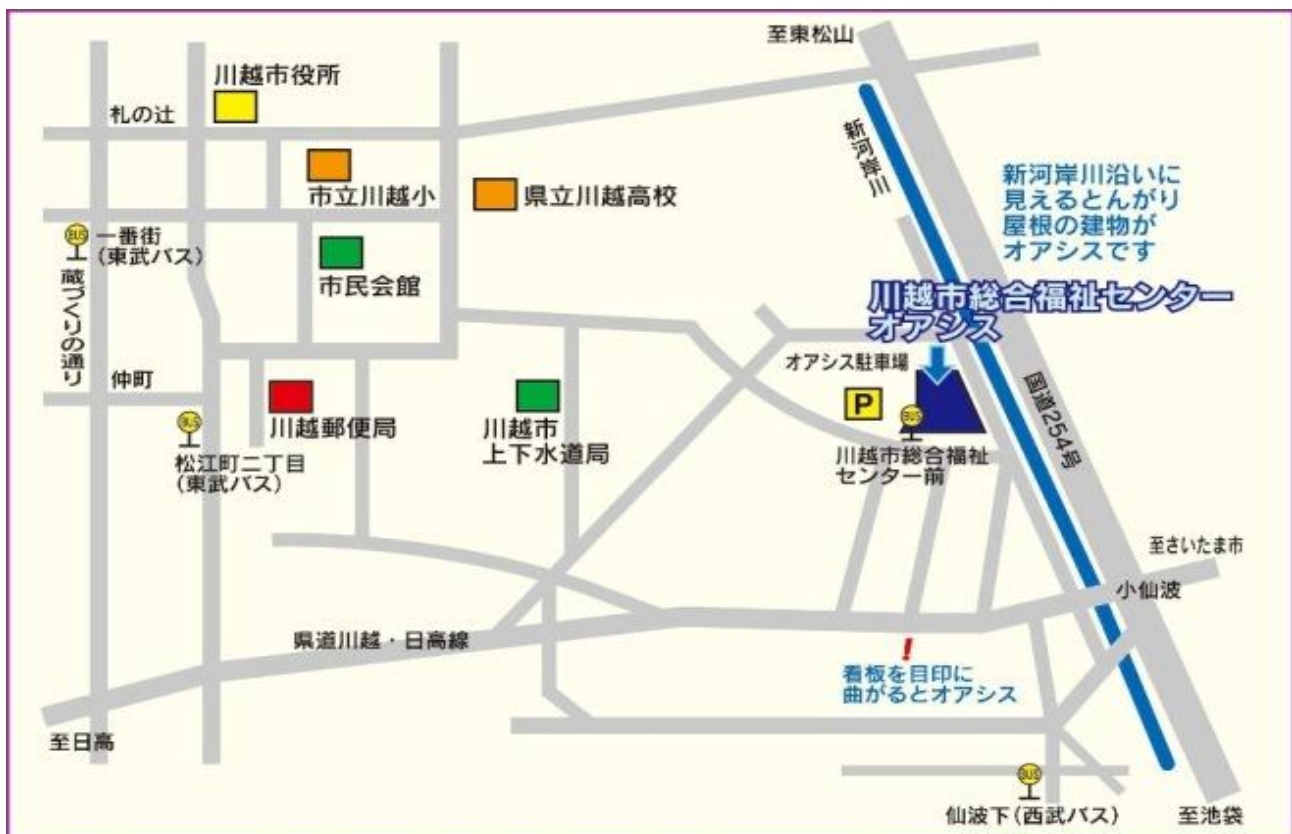 至東松山
川越市役所
札の辻
新河岸川
市立川越小
県立川越高校
新河岸川沿いに
見えるとんがり
屋根の建物が
オアシスです
BUS
一番街
(東武バス)
市民会館
川越市総合福祉センター
オアシス
蔵づくりの通り
オアシス駐車場
仲町
P
国道254号
BUS
BUS
川越郵便局
川越市
上下水道局
川越市総合福祉
センター前
松江町二丁目
(東武バス)
至さいたま市
小仙波
県道川越・日高線
!
看板を目印に
曲がるとオアシス
至日高
BUS
仙波下(西武バス)
至池袋